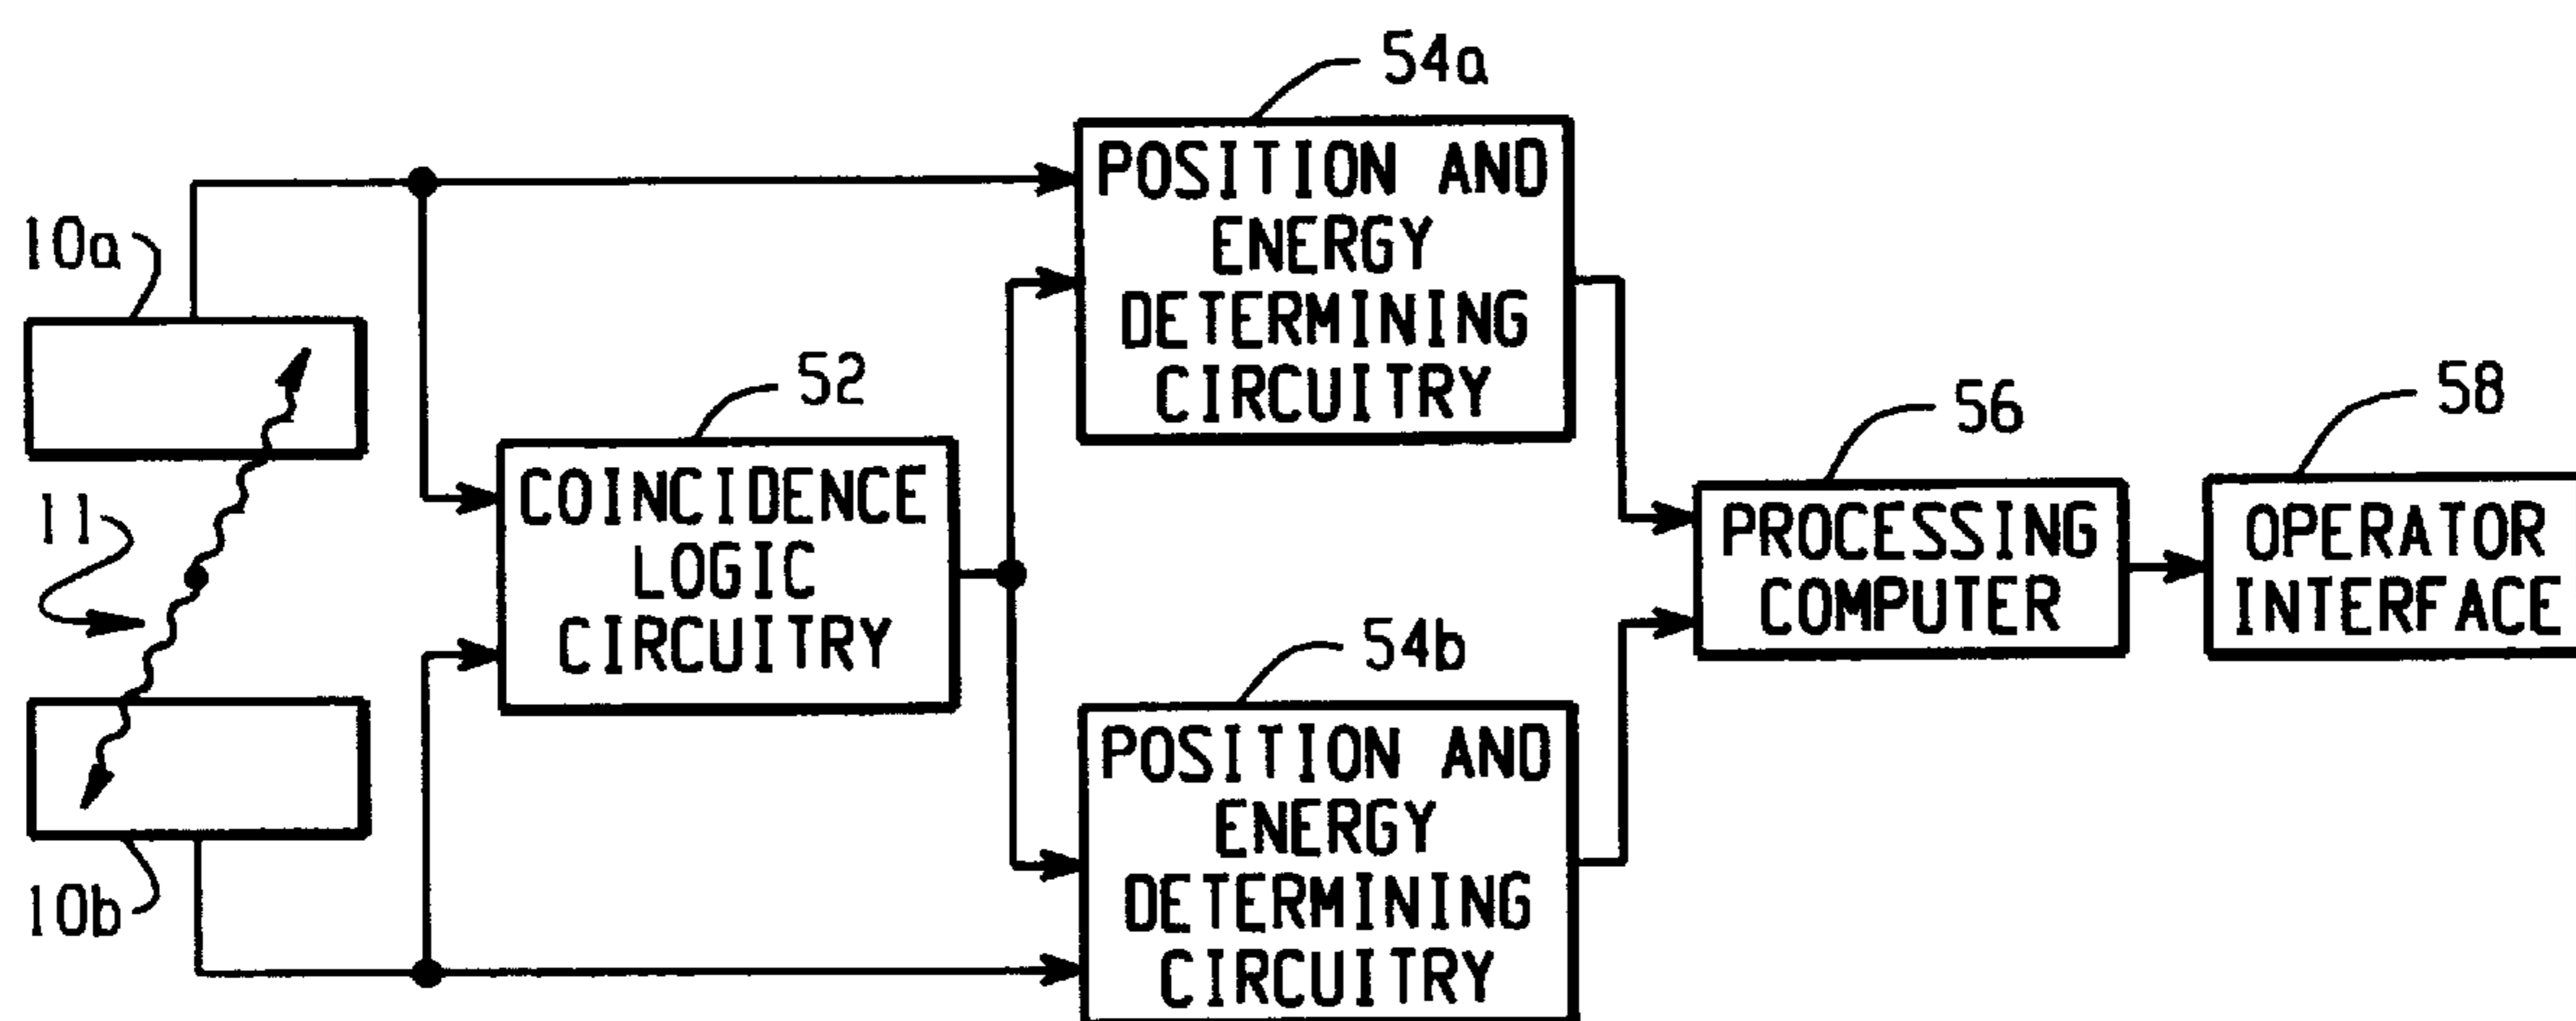 54a
POSITION AND
ENERGY
DETERMINING
CIRCUITRY
10a
52
COINCIDENCE
LOGIC
CIRCUITRY
11
58
56
PROCESSING
COMPUTER
OPERATOR
INTERFACE
54b
POSITION AND
ENERGY
DETERMINING
CIRCUITRY
10b